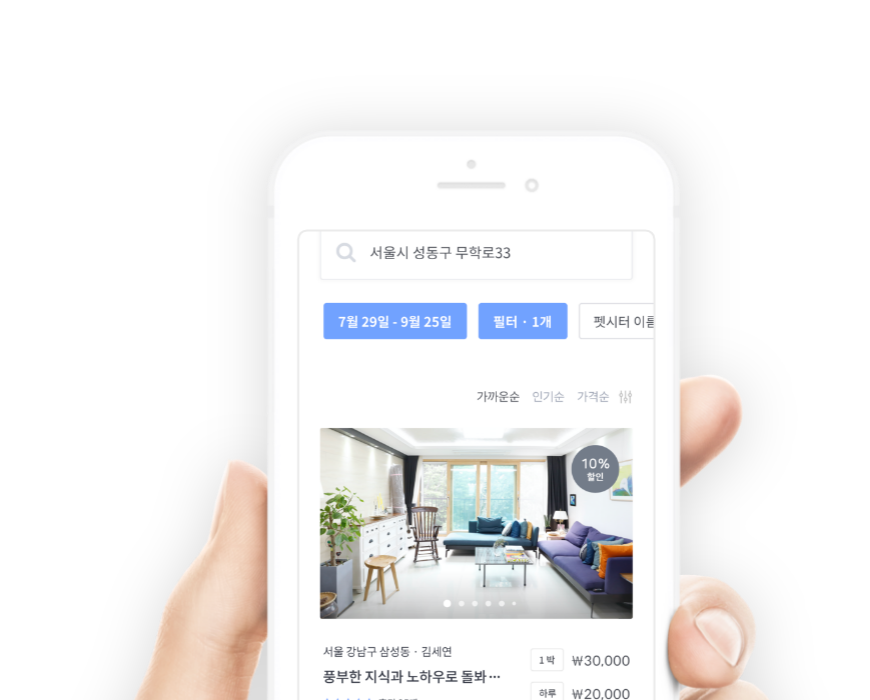 서울시 성동구 무학로33
7월 29일 - 9월 25일 필터 · 1개 펫시터 이름
가까운순 인기순 가격순
10%
할인
서울 강남구 삼성동 · 김세연
1박 ₩30,000
풍부한 지식과 노하우로 돌봐···
하루 ₩20,000